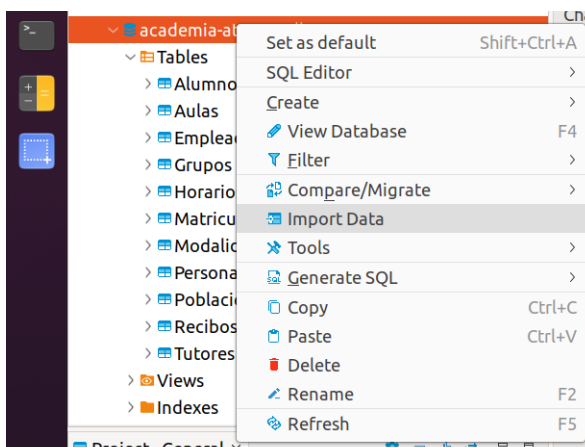 academia-at
Tables
Alumno
Aulas
Emplea
Grupos
Horario
Matricu
Modalic
Persona
Poblaci
Recibos
Tutores
Views
Indexes
Project - General
Set as default Shift+Ctrl+A
SQL Editor
Create
View Database F4
Filter
Compare/Migrate
Import Data
Tools
Generate SQL
Copy Ctrl+C
Paste Ctrl+V
Delete
Rename F2
Refresh F5